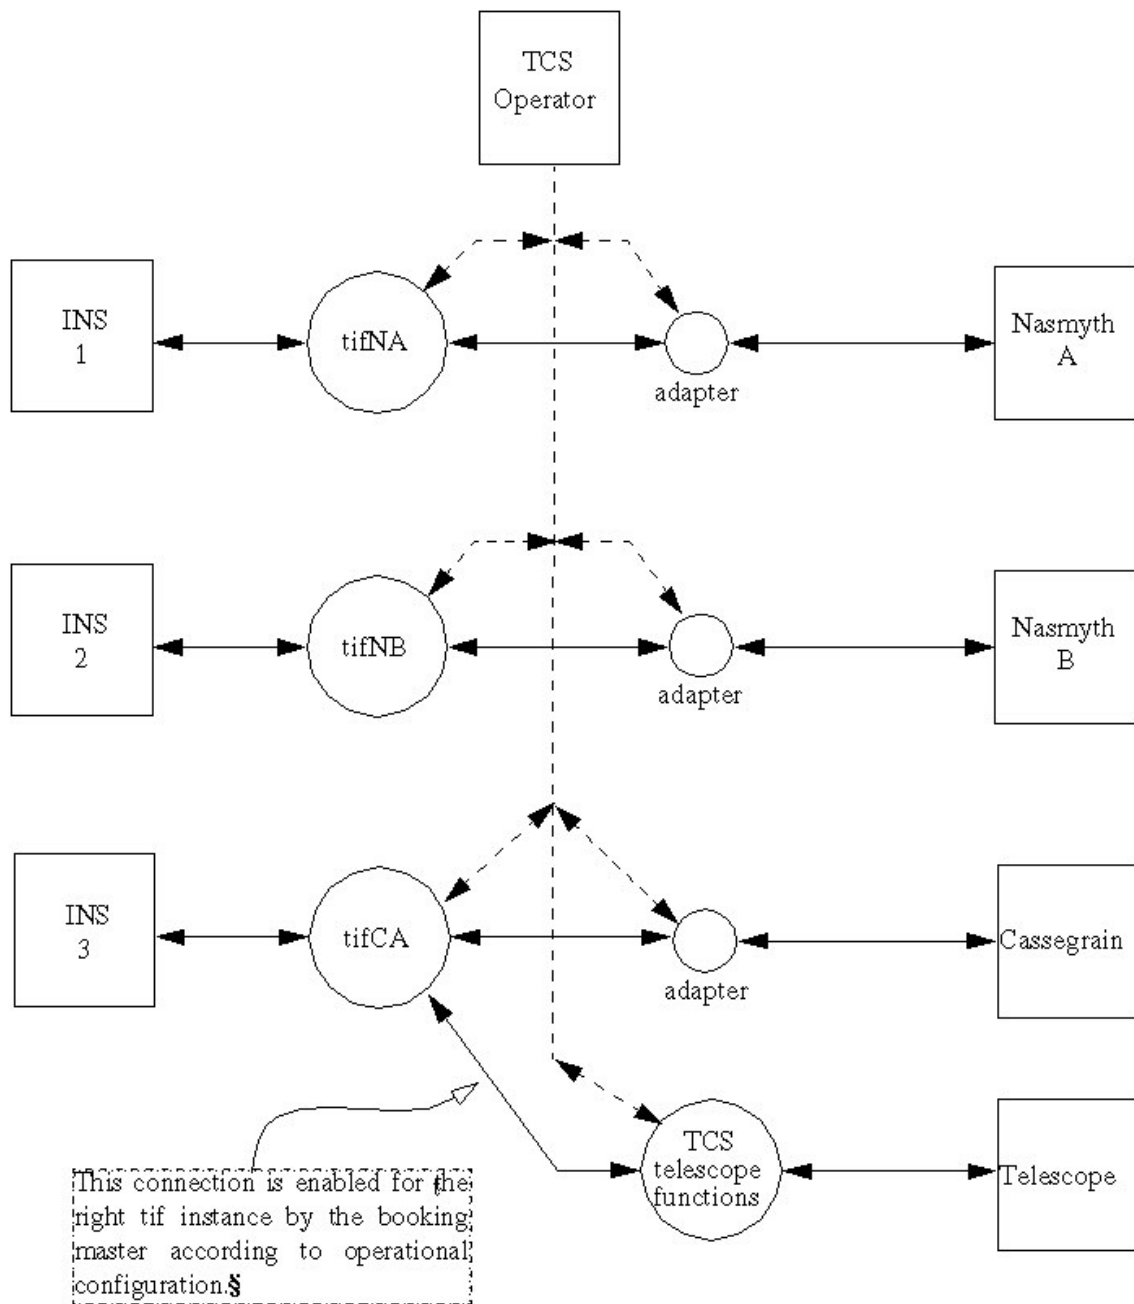 TCS
Operator
INS
1
tifNA
adapter
Nasmyth
A
INS
2
tifNB
adapter
Nasmyth
B
INS
3
tifCA
adapter
Cassegrain
TCS
telescope
functions
Telescope
This connection is enabled for the
right tif instance by the booking
master according to operational
configuration.§